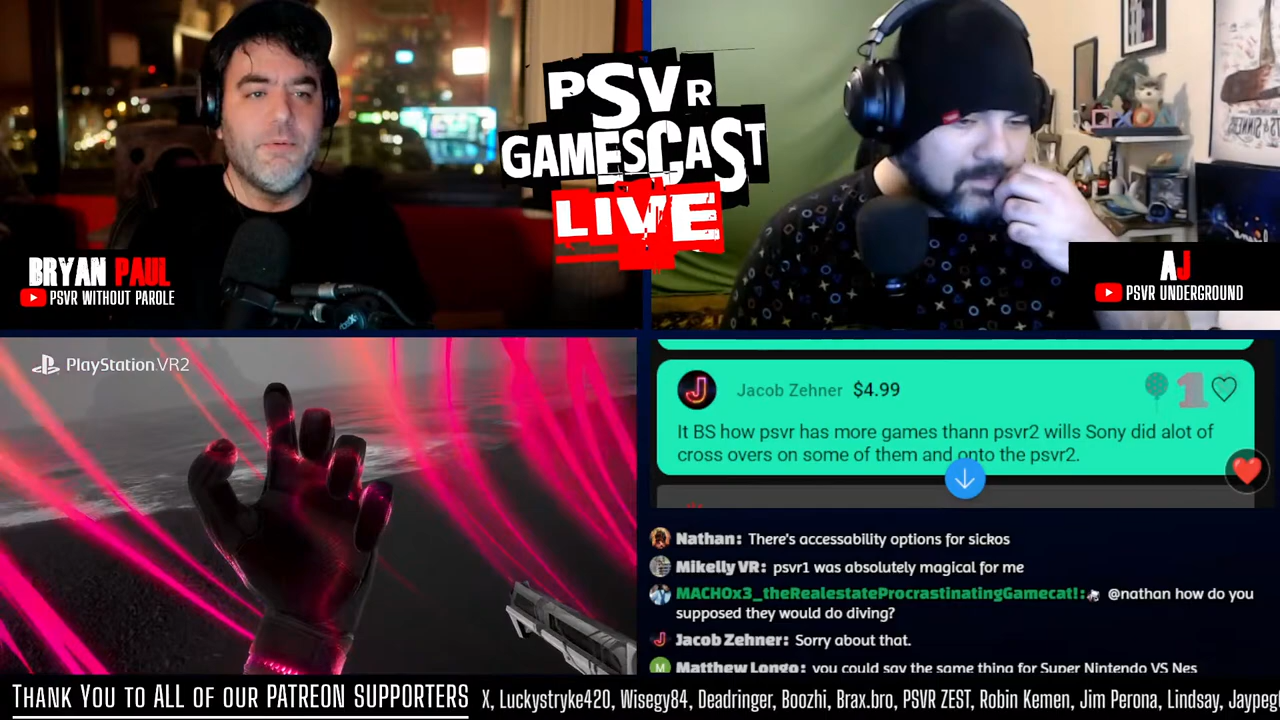 PSVR
GAMESCAST
LIVE
BRYAN PAUL
PSVR WITHOUT PAROLE
AJ
PSVR UNDERGROUND
PlayStation VR2
J
Jacob Zehner $4.99
1
It BS how psvr has more games thann psvr2 wills Sony did alot of
cross overs on some of them and onto the psvr2.
Nathan: There's accessability options for sickos
Mikelly VR: psvr1 was absolutely magical for me
MACHOx3_theRealestateProcrastinatingGamecat!: @nathan how do you
supposed they would do diving?
J Jacob Zehner: Sorry about that.
M Matthew Longo: you could say the same thing for Super Nintendo VS Nes
THANK YOU TO ALL OF OUR PATREON SUPPORTERS X, Luckystryke420, Wisegy84, Deadringer, Boozhi, Brax.bro, PSVR ZEST, Robin Kemen, Jim Perona, Lindsay, Jaypeg